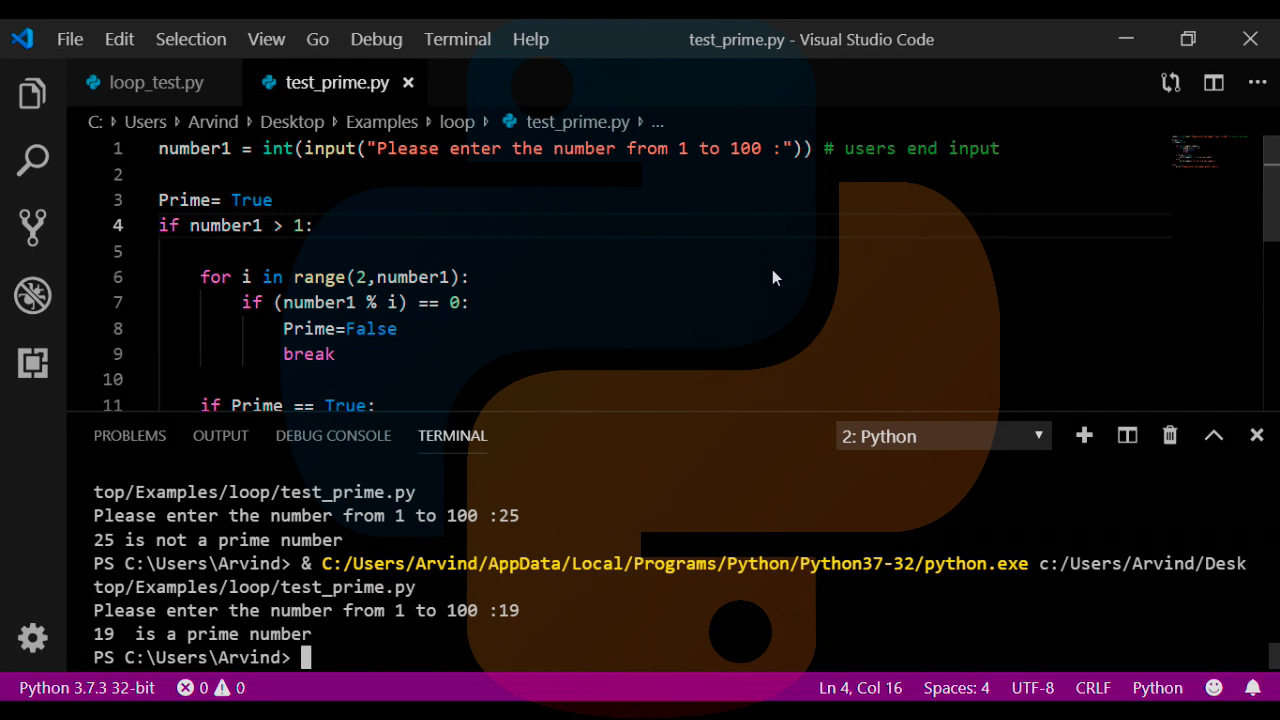 File Edit Selection View Go Debug Terminal Help test_prime.py - Visual Studio Code
loop_test.py test_prime.py
C: Users Arvind Desktop Examples loop test_prime.py ...
1 number1 = int(input("Please enter the number from 1 to 100 :")) # users end input
2
3 Prime= True
4 if number1 > 1:
5
6 for i in range(2,number1):
7 if (number1 % i) == 0:
8 Prime=False
9 break
10
11 if Prime == True:
PROBLEMS OUTPUT DEBUG CONSOLE TERMINAL 2: Python
top/Examples/loop/test_prime.py
Please enter the number from 1 to 100 :25
25 is not a prime number
PS C:\Users\Arvind> & C:/Users/Arvind/AppData/Local/Programs/Python/Python37-32/python.exe c:/Users/Arvind/Desk
top/Examples/loop/test_prime.py
Please enter the number from 1 to 100 :19
19  is a prime number
PS C:\Users\Arvind>
Python 3.7.3 32-bit 0 0 Ln 4, Col 16 Spaces: 4 UTF-8 CRLF Python